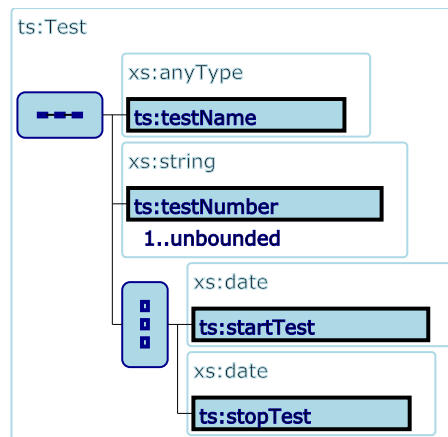 ts:Test
xs:anyType
ts:testName
xs:string
ts:testNumber
1..unbounded
xs:date
ts:startTest
xs:date
ts:stopTest